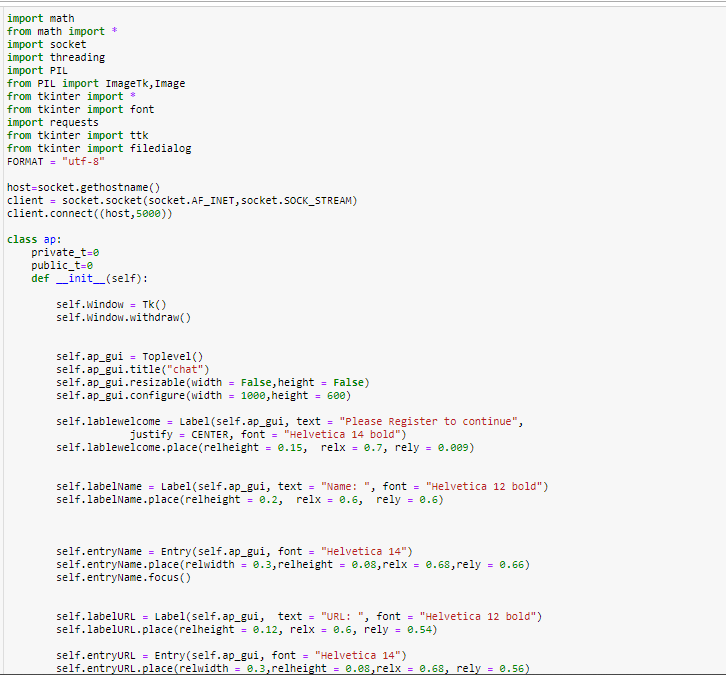 import math
from math import *
import socket
import threading
import PIL
from PIL import ImageTk,Image
from tkinter import *
from tkinter import font
import requests
from tkinter import ttk
from tkinter import filedialog
FORMAT = "utf-8"
host=socket.gethostname()
client = socket.socket(socket.AF_INET,socket.SOCK_STREAM)
client.connect((host,5000))
class ap:
    private_t=0
    public_t=0
    def __init__(self):
        self.Window = Tk()
        self.Window.withdraw()
        self.ap_gui = Toplevel()
        self.ap_gui.title("chat")
        self.ap_gui.resizable(width = False,height = False)
        self.ap_gui.configure(width = 1000,height = 600)
        self.lablewelcome = Label(self.ap_gui, text = "Please Register to continue",
                    justify = CENTER, font = "Helvetica 14 bold")
        self.lablewelcome.place(relheight = 0.15,  relx = 0.7, rely = 0.009)
        self.labelName = Label(self.ap_gui, text = "Name: ", font = "Helvetica 12 bold")
        self.labelName.place(relheight = 0.2,  relx = 0.6,  rely = 0.6)
        self.entryName = Entry(self.ap_gui, font = "Helvetica 14")
        self.entryName.place(relwidth = 0.3,relheight = 0.08,relx = 0.68,rely = 0.66)
        self.entryName.focus()
        self.labelURL = Label(self.ap_gui,  text = "URL: ", font = "Helvetica 12 bold")
        self.labelURL.place(relheight = 0.12, relx = 0.6, rely = 0.54)
        self.entryURL = Entry(self.ap_gui, font = "Helvetica 14")
        self.entryURL.place(relwidth = 0.3,relheight = 0.08,relx = 0.68, rely = 0.56)